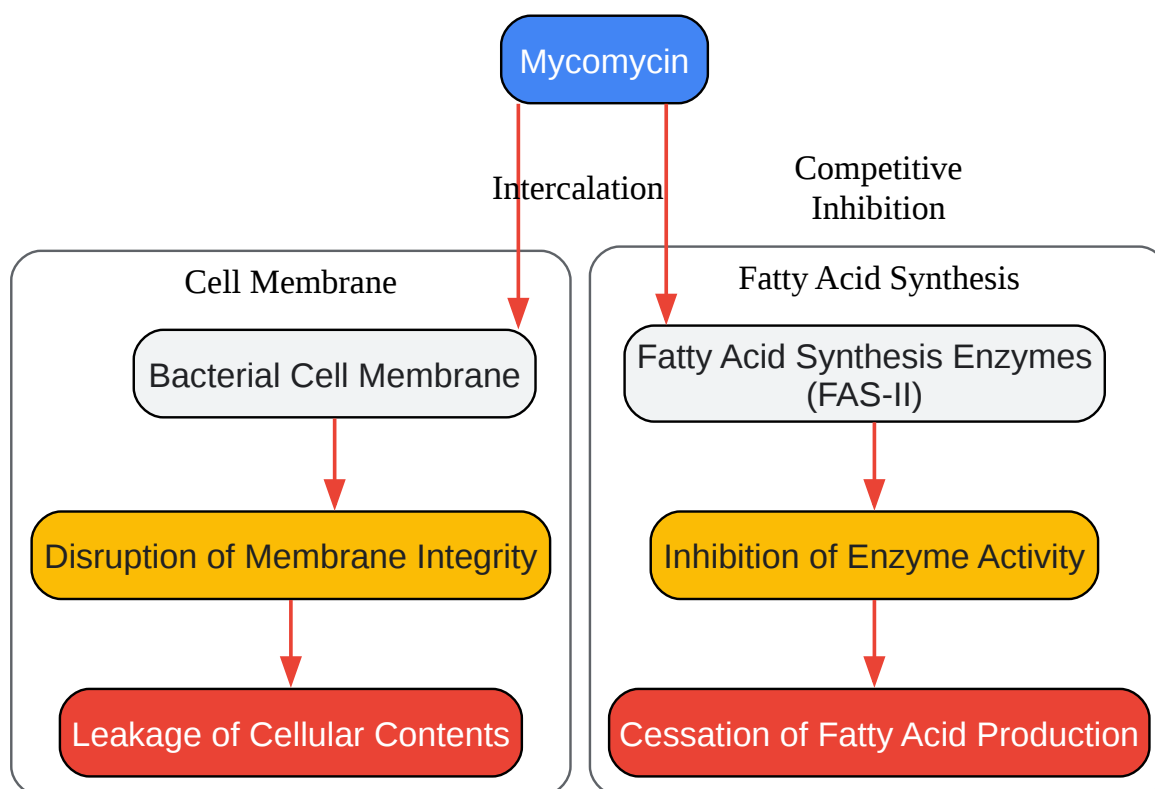 Mycomycin
Intercalation
Competitive
Inhibition
Cell Membrane
Bacterial Cell Membrane
Disruption of Membrane Integrity
Leakage of Cellular Contents
Fatty Acid Synthesis
Fatty Acid Synthesis Enzymes
(FAS-II)
Inhibition of Enzyme Activity
Cessation of Fatty Acid Production